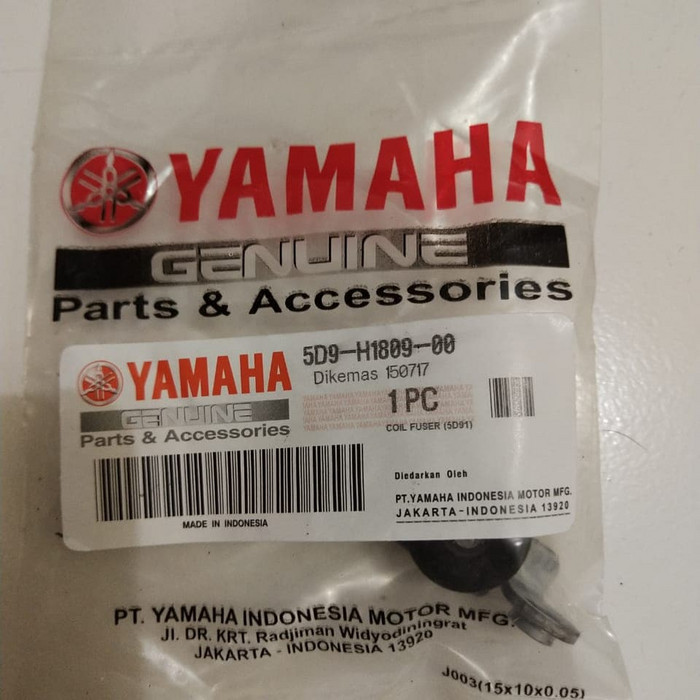 YAMAHA
GENUINE
Parts & Accessories
YAMAHA
GENUINE
Parts & Accessories
5D9-H1809-00
Dikemas 150717
1 PC
COIL FUSER (5D91)
MADE IN INDONESIA
Diedarkan Oleh
PT.YAMAHA INDONESIA MOTOR MFG.
JAKARTA-INDONESIA 13920
PT. YAMAHA INDONESIA MOTOR MFG.
Jl. DR. KRT. Radjiman Widyodiningrat
JAKARTA - INDONESIA 13920
J003(15x10x0.05)